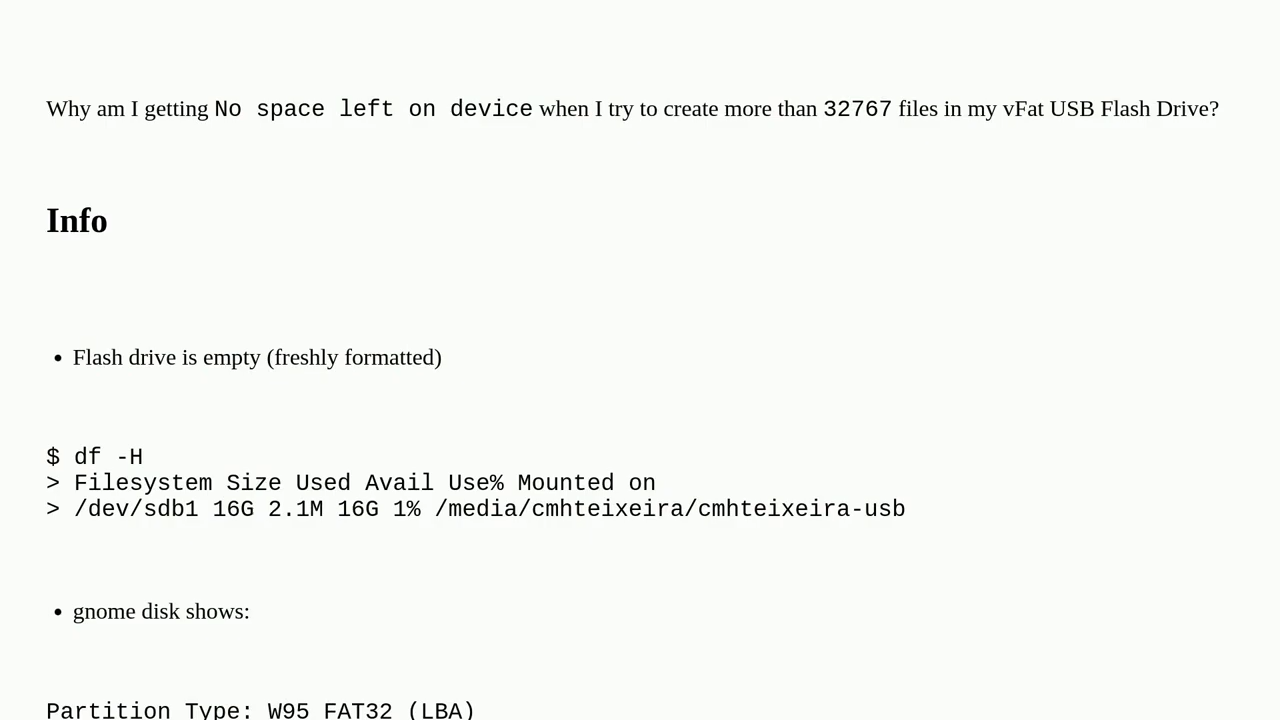 Why am I getting No space left on device when I try to create more than 32767 files in my vFat USB Flash Drive?
Info
• Flash drive is empty (freshly formatted)
$ df -H
> Filesystem Size Used Avail Use% Mounted on
> /dev/sdb1 16G 2.1M 16G 1% /media/cmhteixeira/cmhteixeira-usb
• gnome disk shows:
Partition Type: W95 FAT32 (LBA)